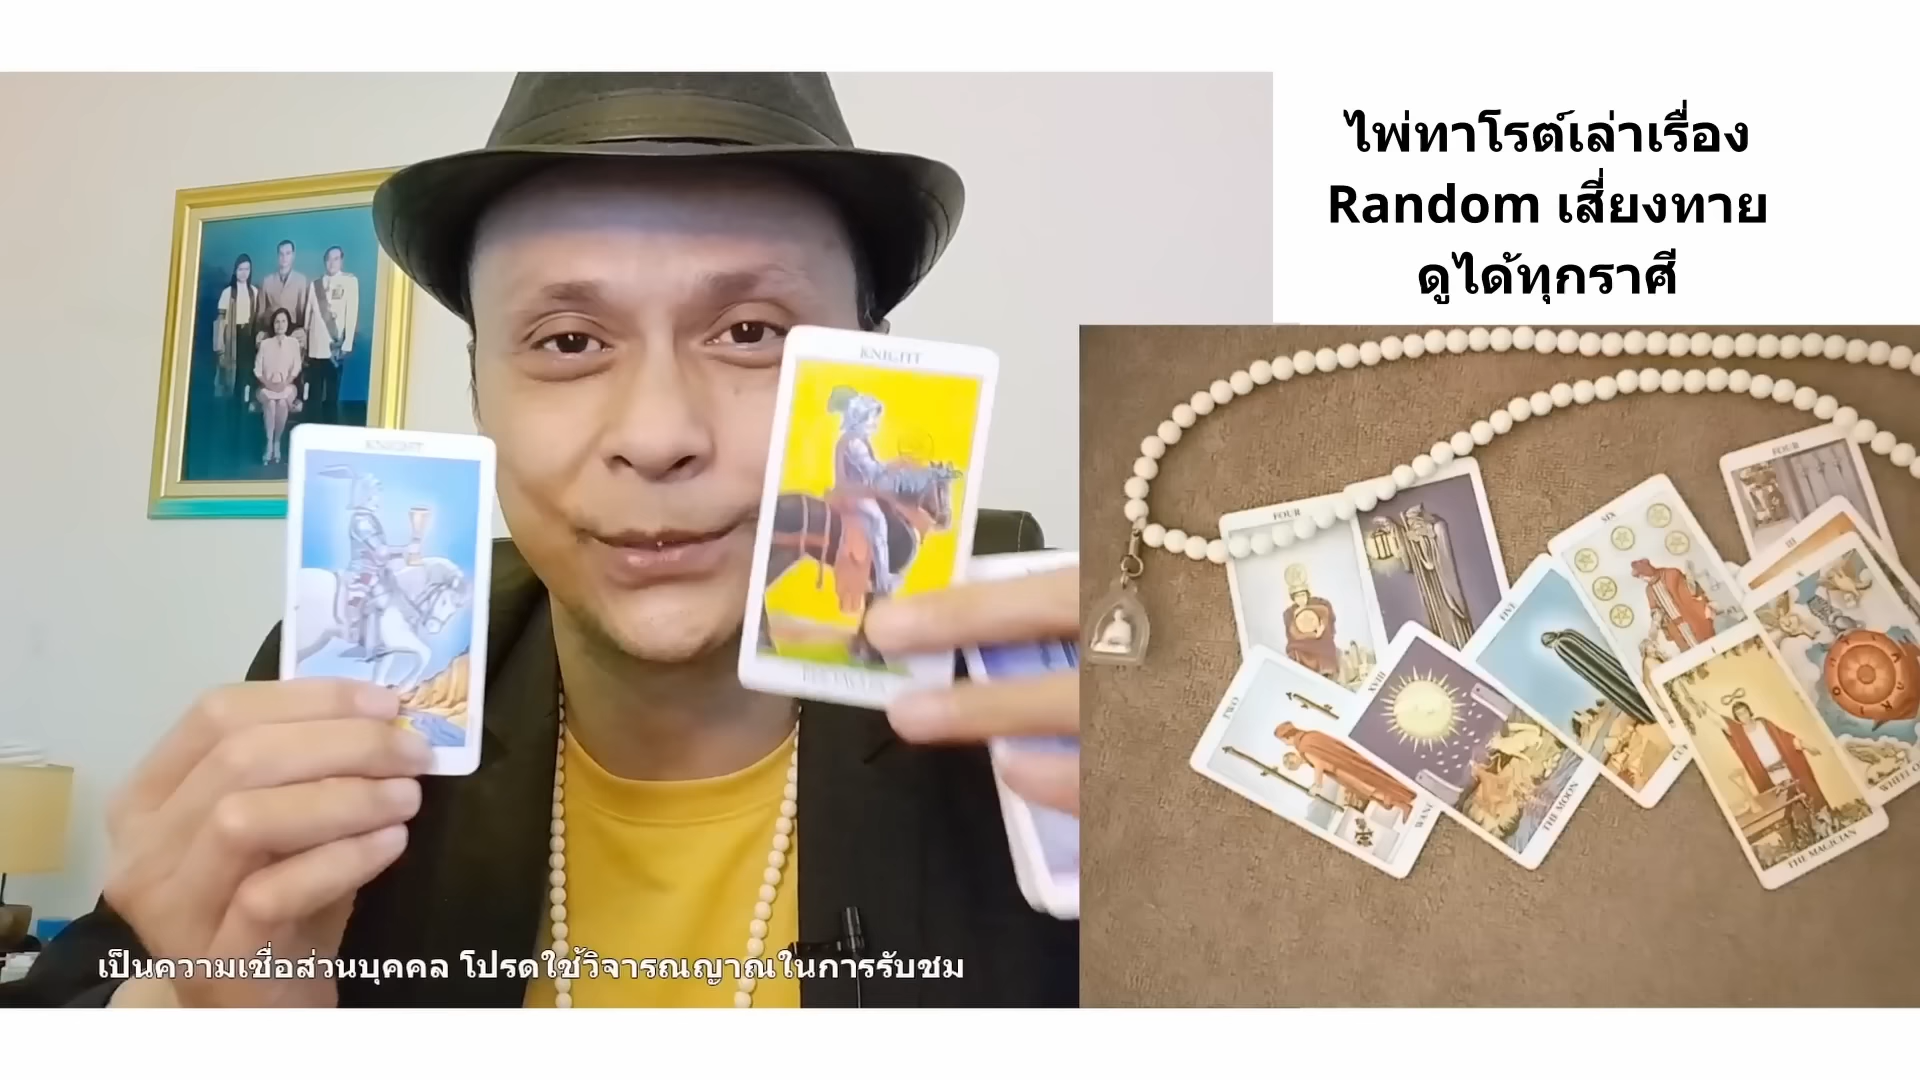 ไพ่ทาโรต์เล่าเรื่อง
Random เสี่ยงทาย
ดูได้ทุกราศี
KNIGHT
KNIGHT
FOUR
FOUR
SIX
III
FIVE
X
I
TWO
XVIII
WAND
THE MOON
WHEEL O
THE MAGICIAN
เป็นความเชื่อส่วนบุคคล โปรดใช้วิจารณญาณในการรับชม